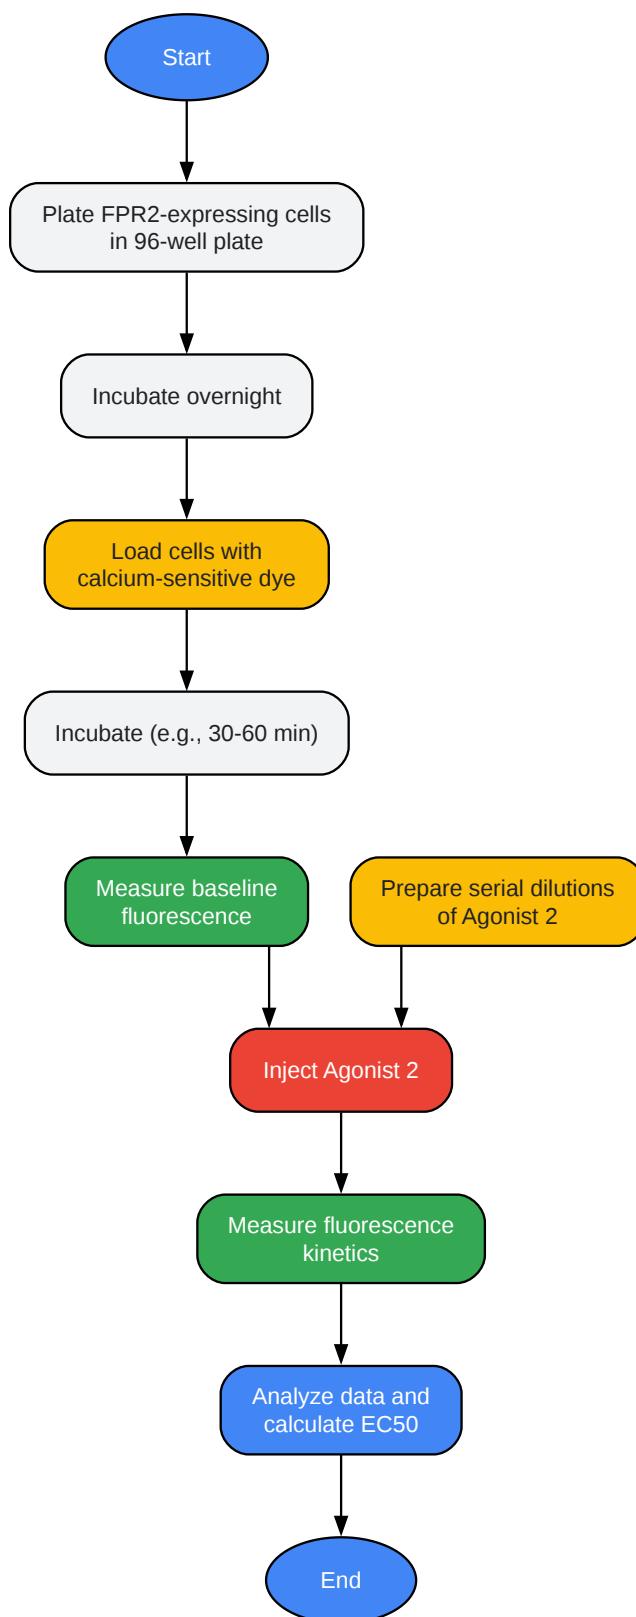 Start
Plate FPR2-expressing cells
in 96-well plate
Incubate overnight
Load cells with
calcium-sensitive dye
Incubate (e.g., 30-60 min)
Measure baseline
fluorescence
Prepare serial dilutions
of Agonist 2
Inject Agonist 2
Measure fluorescence
kinetics
Analyze data and
calculate EC50
End